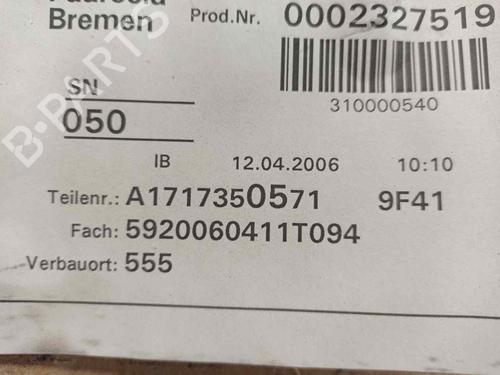 Bremen Prod.Nr. 0002327519
310000540
SN
050
IB 12.04.2006 10:10
Teilenr.: A1717350571 9F41
Fach: 5920060411T094
Verbauort: 555
B-PARTS